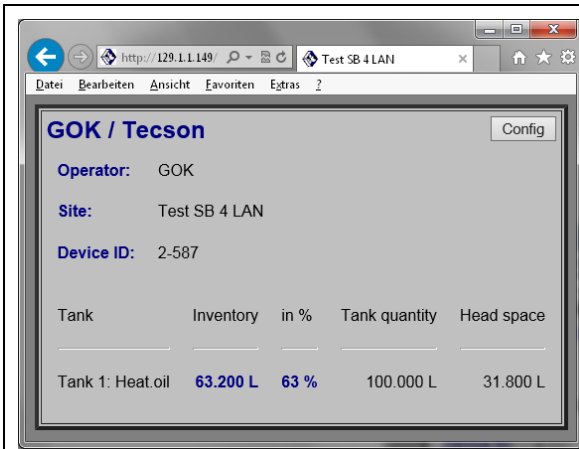 http://129.1.1.149/ Test SB 4 LAN
Datei Bearbeiten Ansicht Favoriten Extras ?
GOK / Tecson Config
Operator: GOK
Site: Test SB 4 LAN
Device ID: 2-587
Tank Inventory in % Tank quantity Head space
Tank 1: Heat.oil 63.200 L 63 % 100.000 L 31.800 L